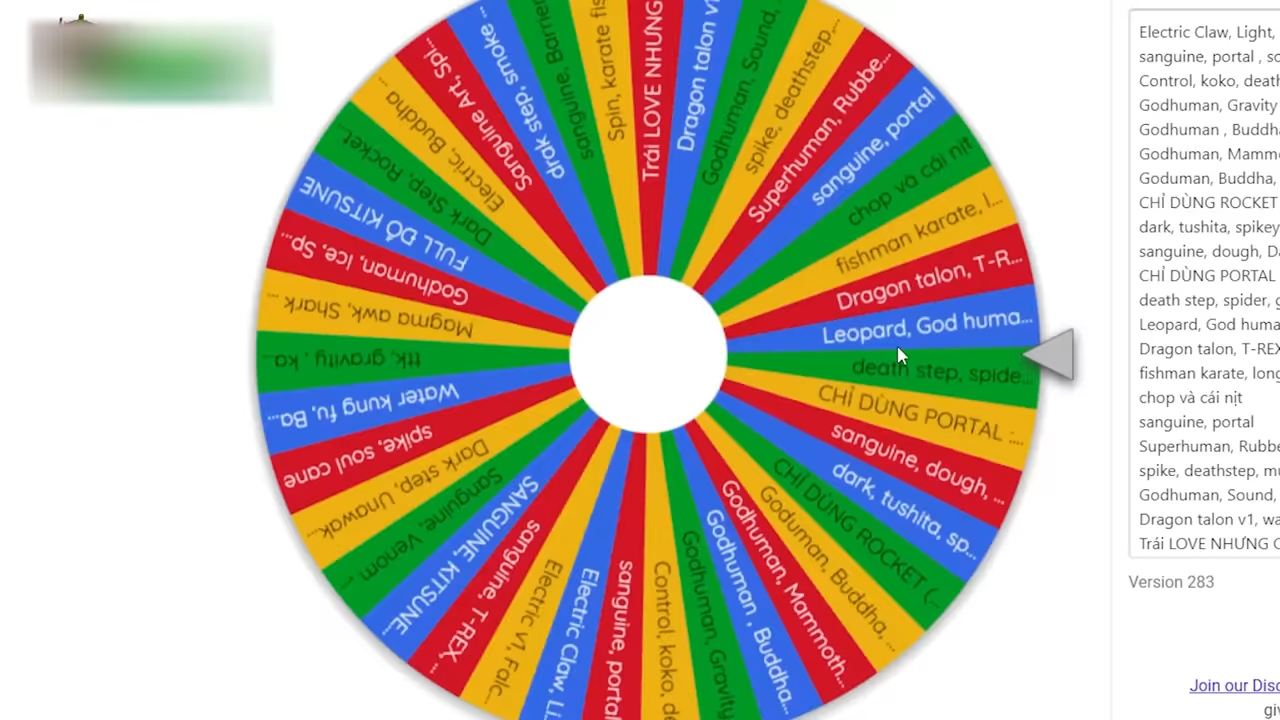 Trái LOVE NHƯNG
Dragon talon v1
Godhuman, Sound, ...
spike, deathstep,...
Superhuman, Rubbe...
sanguine, portal
chop và cái nịt
fishman karate, l...
Dragon talon, T-R...
Leopard, God huma...
death step, spide...
CHỈ DÙNG PORTAL -...
sanguine, dough, ...
dark, tushita, sp...
CHỈ DÙNG ROCKET (...
Goduman, Buddha, ...
Godhuman, Mammoth...
Godhuman , Buddha...
Godhuman, Gravity
Control, koko, de
sanguine, portal
Electric Claw, Li
Electric v1, Falc...
sanguine, T-REX, ...
SANGUINE, KITSUNE...
Sanguine, Venom ...
Dark step, Unawak...
spike, soul cane
Water kung fu, Ba...
ttk, gravity, ka...
Magma awk, Shark ...
Godhuman, Ice, Sp...
FULL ĐỒ KITSUNE
Dark Step, Rocket...
Electric, Buddha ...
Sanguine Art, Spi...
drak step, smoke ...
sanguine, Barrier
Spin, karate fis
Electric Claw, Light,
sanguine, portal , so
Control, koko, death
Godhuman, Gravity
Godhuman , Buddh
Godhuman, Mamm
Goduman, Buddha,
CHỈ DÙNG ROCKET
dark, tushita, spikey
sanguine, dough, D
CHỈ DÙNG PORTAL
death step, spider, g
Leopard, God huma
Dragon talon, T-REX
fishman karate, long
chop và cái nịt
sanguine, portal
Superhuman, Rubbe
spike, deathstep, m
Godhuman, Sound,
Dragon talon v1, wa
Trái LOVE NHƯNG C
Version 283
Join our Disc
giv